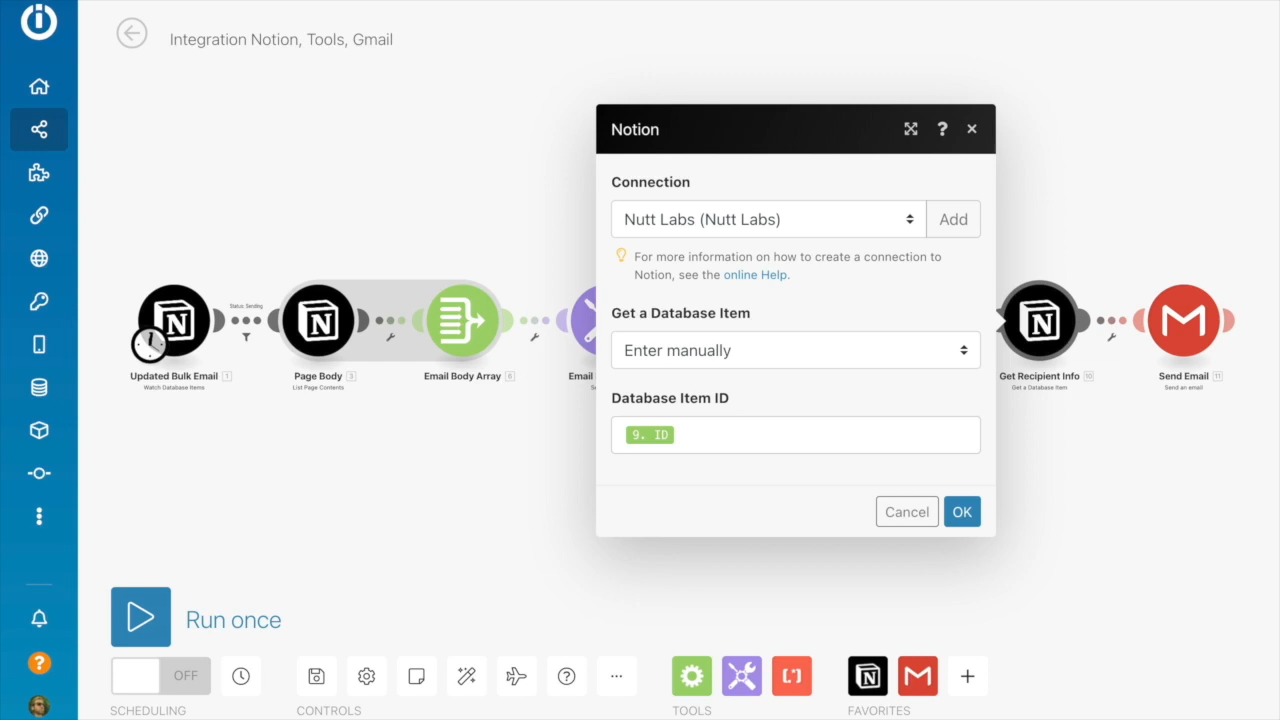 Integration Notion, Tools, Gmail
Notion
Connection
Nutt Labs (Nutt Labs)
Add
For more information on how to create a connection to
Notion, see the online Help.
Get a Database Item
Enter manually
Database Item ID
9. ID
Cancel
OK
Status: Sending
Updated Bulk Email 1
Watch Database Items
Page Body 3
List Page Contents
Email Body Array 6
Email
Get Recipient Info 10
Get a Database Item
Send Email 11
Send an email
Run once
OFF
SCHEDULING
CONTROLS
TOOLS
FAVORITES